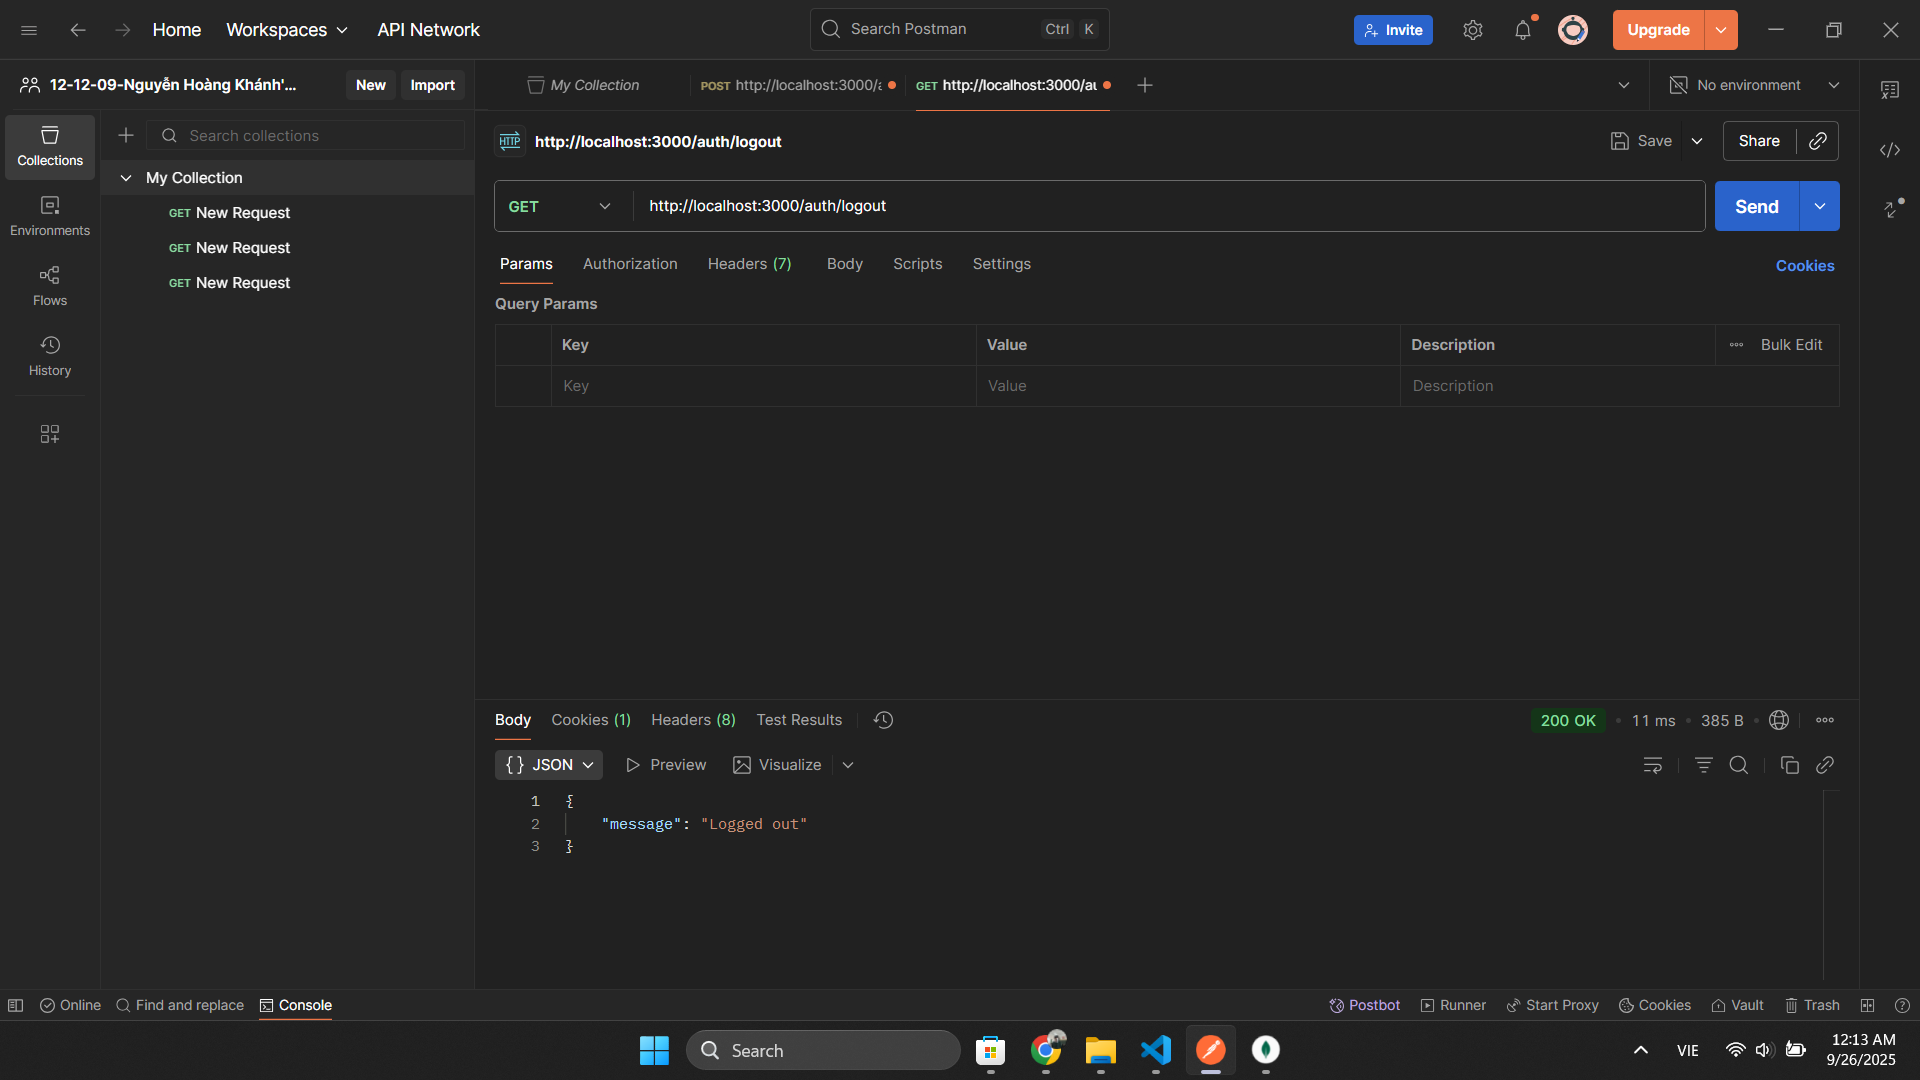 Home
Workspaces
API Network
Search Postman
Ctrl K
Invite
Upgrade
12-12-09-Nguyễn Hoàng Khánh'...
New
Import
My Collection
POST http://localhost:3000/a
GET http://localhost:3000/au
No environment
Collections
Environments
Flows
History
Search collections
My Collection
GET New Request
GET New Request
GET New Request
HTTP http://localhost:3000/auth/logout
Save
Share
GET
http://localhost:3000/auth/logout
Send
Params
Authorization
Headers (7)
Body
Scripts
Settings
Cookies
Query Params
Key Value Description Bulk Edit
Key Value Description
Body
Cookies (1)
Headers (8)
Test Results
200 OK
11 ms
385 B
{} JSON
Preview
Visualize
1 {
2 "message": "Logged out"
3 }
Online
Find and replace
Console
Postbot
Runner
Start Proxy
Cookies
Vault
Trash
Search
VIE
12:13 AM
9/26/2025